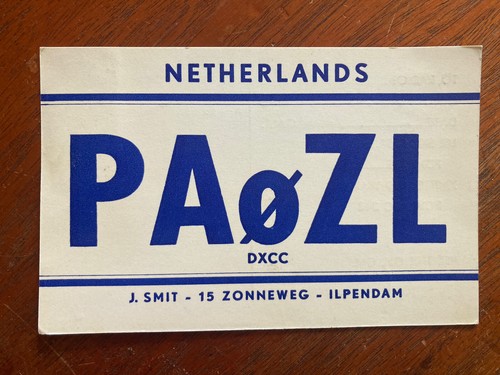 NETHERLANDS
PAøZL
DXCC
J. SMIT - 15 ZONNEWEG - ILPENDAM